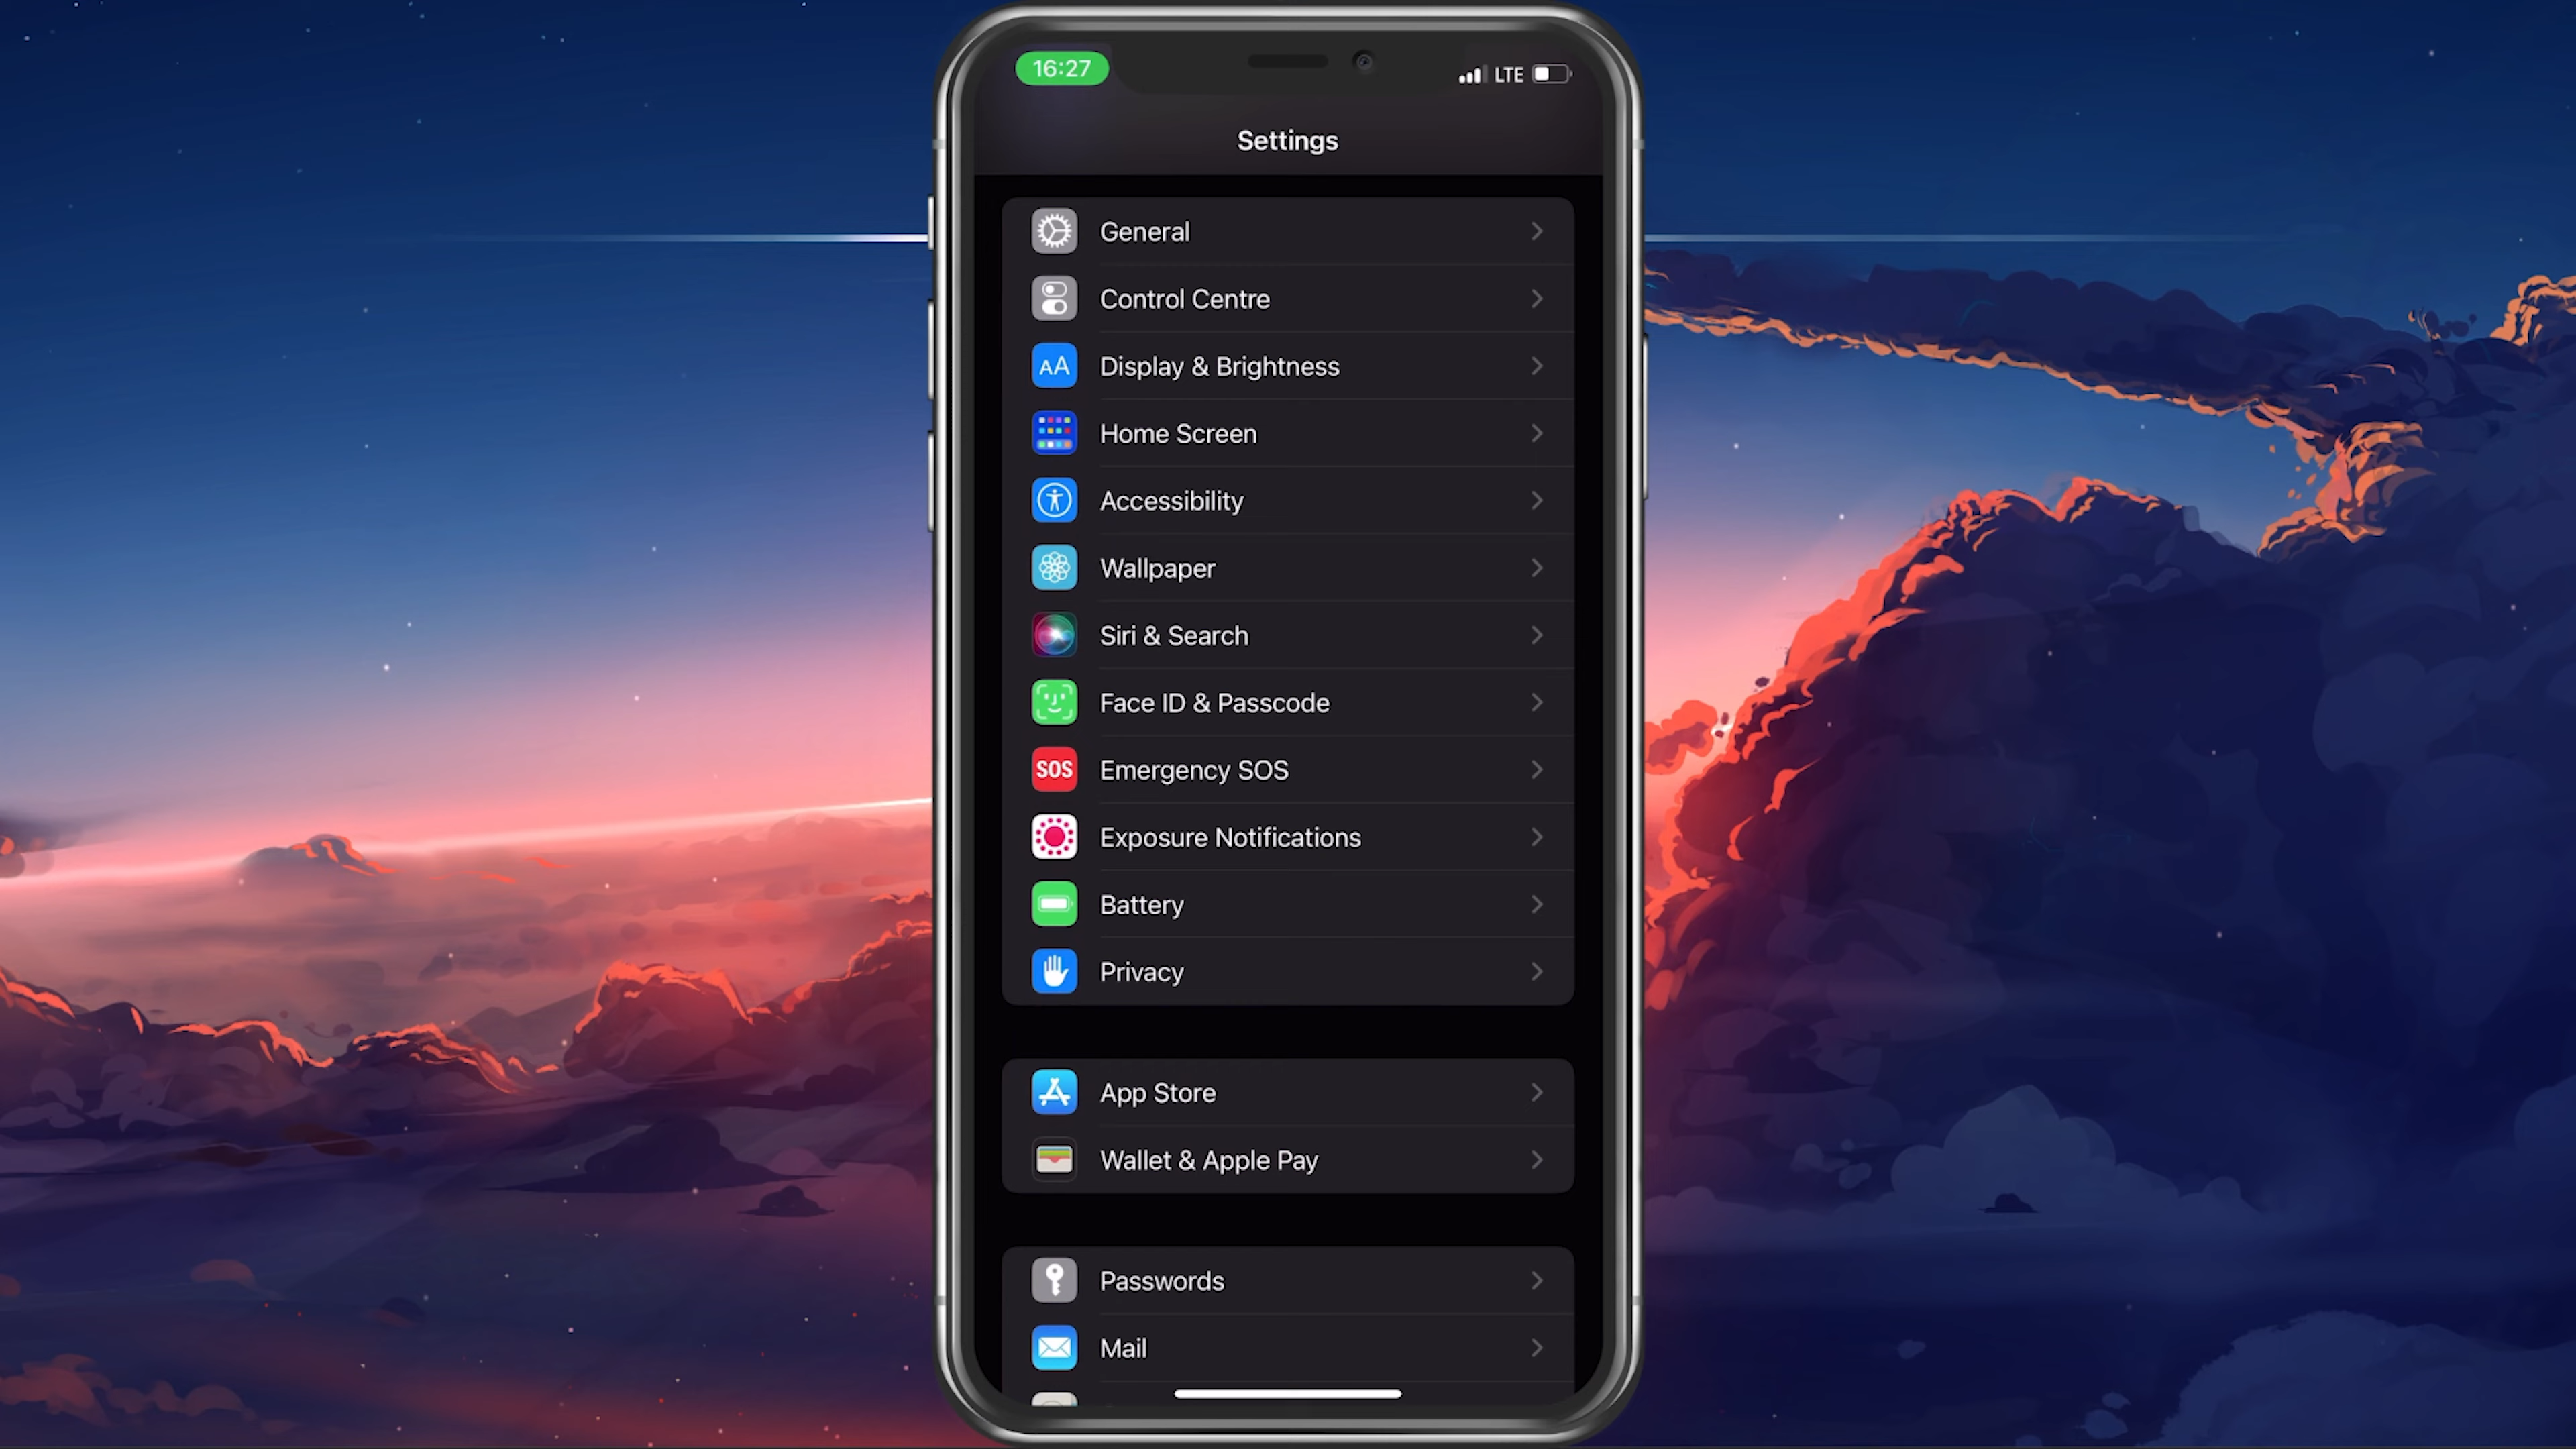 16:27
LTE
Settings
General
Control Centre
AA Display & Brightness
Home Screen
Accessibility
Wallpaper
Siri & Search
Face ID & Passcode
SOS Emergency SOS
Exposure Notifications
Battery
Privacy
App Store
Wallet & Apple Pay
Passwords
Mail